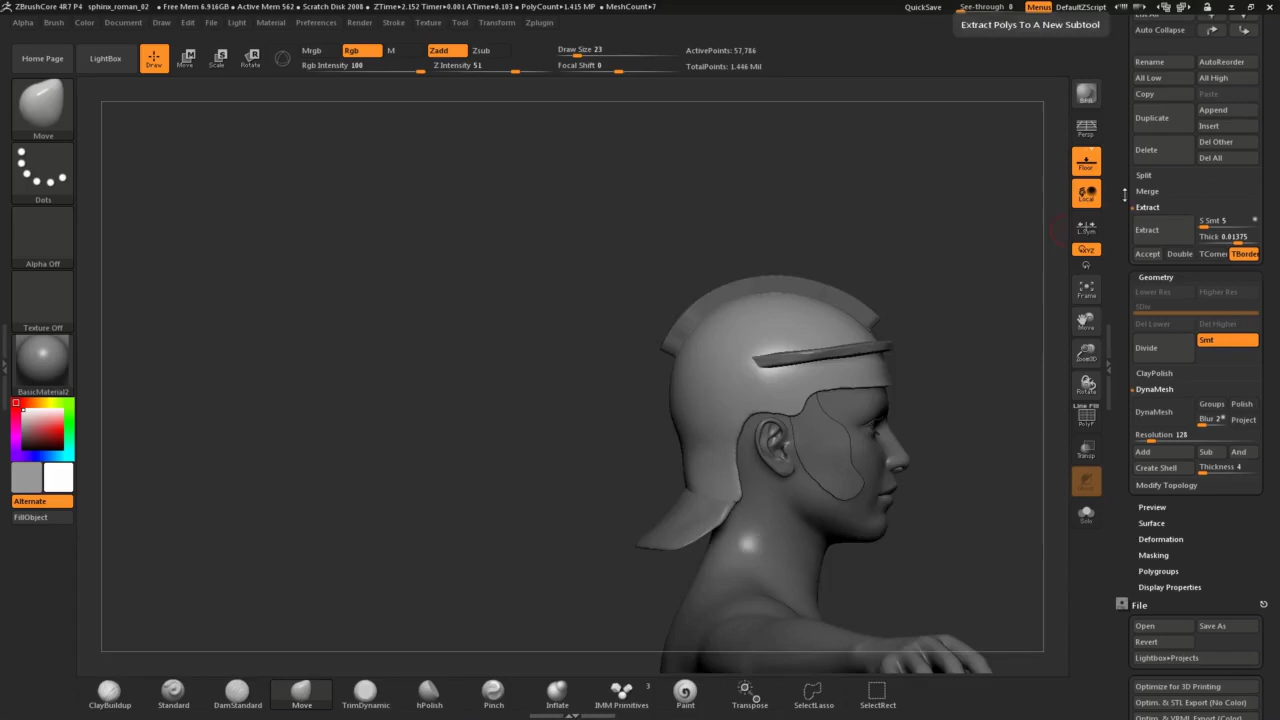 ZBrushCore 4R7 P4 sphinx_roman_02 • Free Mem 6.916GB • Active Mem 562 • Scratch Disk 2008 • ZTime▸2.152 Timer▸0.001 ATime▸0.103 • PolyCount▸1.415 MP • MeshCount▸7
QuickSave See-through 0 Menus DefaultZScript
Alpha Brush Color Document Draw Edit File Light Material Preferences Render Stroke Texture Tool Transform Zplugin
Extract Polys To A New Subtool
Home Page LightBox Draw Move Scale Rotate
Mrgb Rgb M Zadd Zsub Draw Size 23 ActivePoints: 57,786
Rgb Intensity 100 Z Intensity 51 Focal Shift 0 TotalPoints: 1.446 Mil
Move
Dots
Alpha Off
Texture Off
BasicMaterial2
Alternate
FillObject
Persp
Floor
Local
L.Sym
Frame
Move
Zoom3D
Rotate
Line Fill
PolyF
Transp
Solo
Auto Collapse
Rename AutoReorder
All Low All High
Copy Paste
Duplicate Append
Insert
Delete Del Other
Del All
Split
Merge
Extract
Extract S Smt 5
Thick 0.01375
Accept Double TCorne TBorde
Geometry
Lower Res Higher Res
SDiv
Del Lower Del Higher
Divide Smt
ClayPolish
DynaMesh
DynaMesh Groups Polish
Blur 2 Project
Resolution 128
Add Sub And
Create Shell Thickness 4
Modify Topology
Preview
Surface
Deformation
Masking
Polygroups
Display Properties
File
Open Save As
Revert
Lightbox▸Projects
Optimize for 3D Printing
Optim. & STL Export (No Color)
ClayBuildup Standard DamStandard Move TrimDynamic hPolish Pinch Inflate IMM Primitives 3 Paint Transpose SelectLasso SelectRect